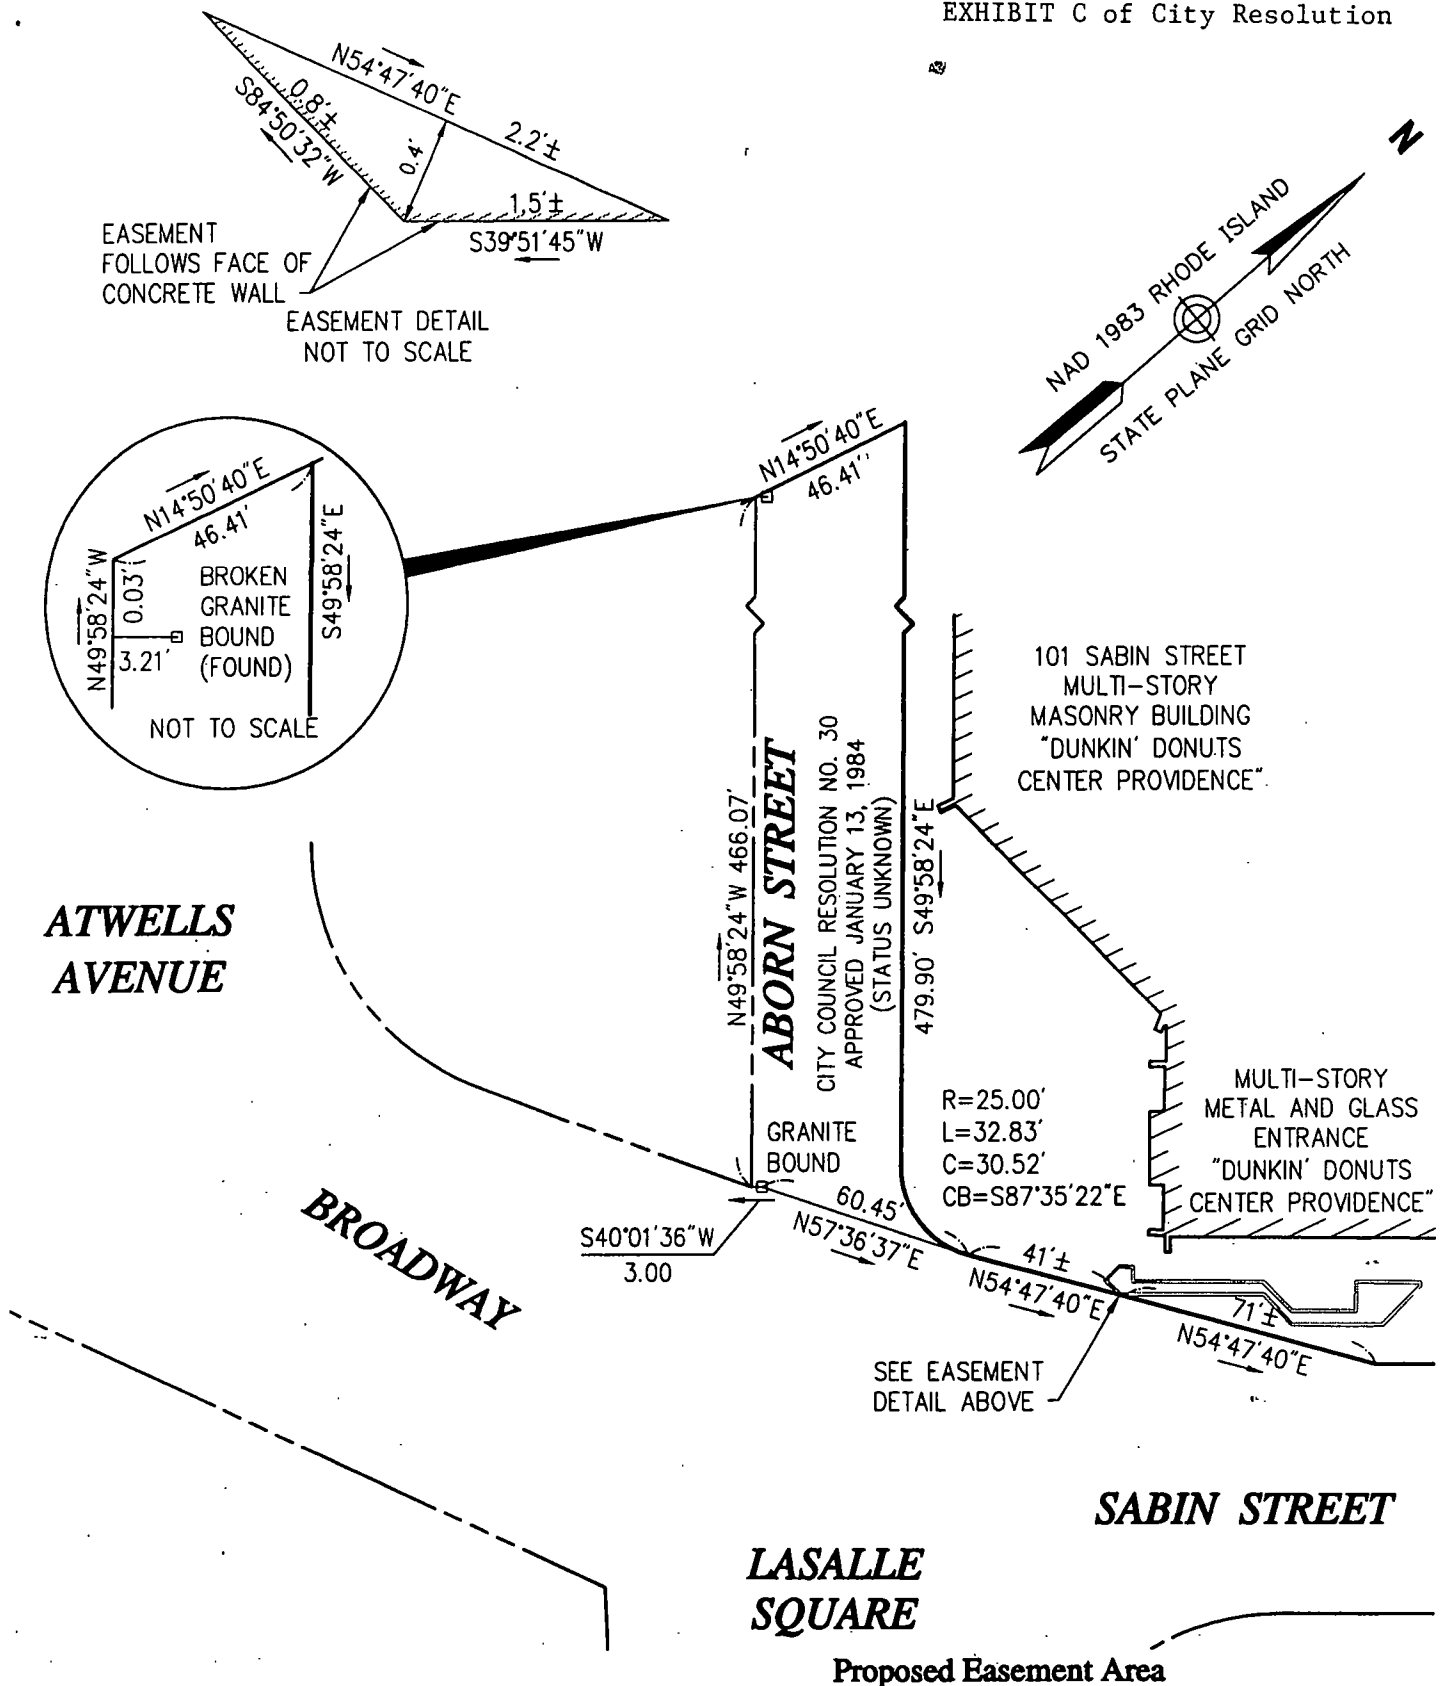 EXHIBIT C of City Resolution
N54°47'40"E
0.8'±
S84°50'32"W
0.4'
2.2'±
1.5'±
S39°51'45"W
EASEMENT
FOLLOWS FACE OF
CONCRETE WALL
EASEMENT DETAIL
NOT TO SCALE
N
NAD 1983 RHODE ISLAND
STATE PLANE GRID NORTH
N14°50'40"E
46.41'
N49°58'24"W
0.03'
3.21'
BROKEN
GRANITE
BOUND
(FOUND)
S49°58'24"E
NOT TO SCALE
N14°50'40"E
46.41'
101 SABIN STREET
MULTI-STORY
MASONRY BUILDING
"DUNKIN' DONUTS
CENTER PROVIDENCE"
N49°58'24"W 466.07'
ABORN STREET
CITY COUNCIL RESOLUTION NO. 30
APPROVED JANUARY 13, 1984
(STATUS UNKNOWN)
479.90' S49°58'24"E
ATWELLS
AVENUE
R=25.00'
L=32.83'
C=30.52'
CB=S87°35'22"E
MULTI-STORY
METAL AND GLASS
ENTRANCE
"DUNKIN' DONUTS
CENTER PROVIDENCE"
GRANITE
BOUND
60.45'
N57°36'37"E
S40°01'36"W
3.00
BROADWAY
41'±
N54°47'40"E
71'±
N54°47'40"E
SEE EASEMENT
DETAIL ABOVE
SABIN STREET
LASALLE
SQUARE
Proposed Easement Area